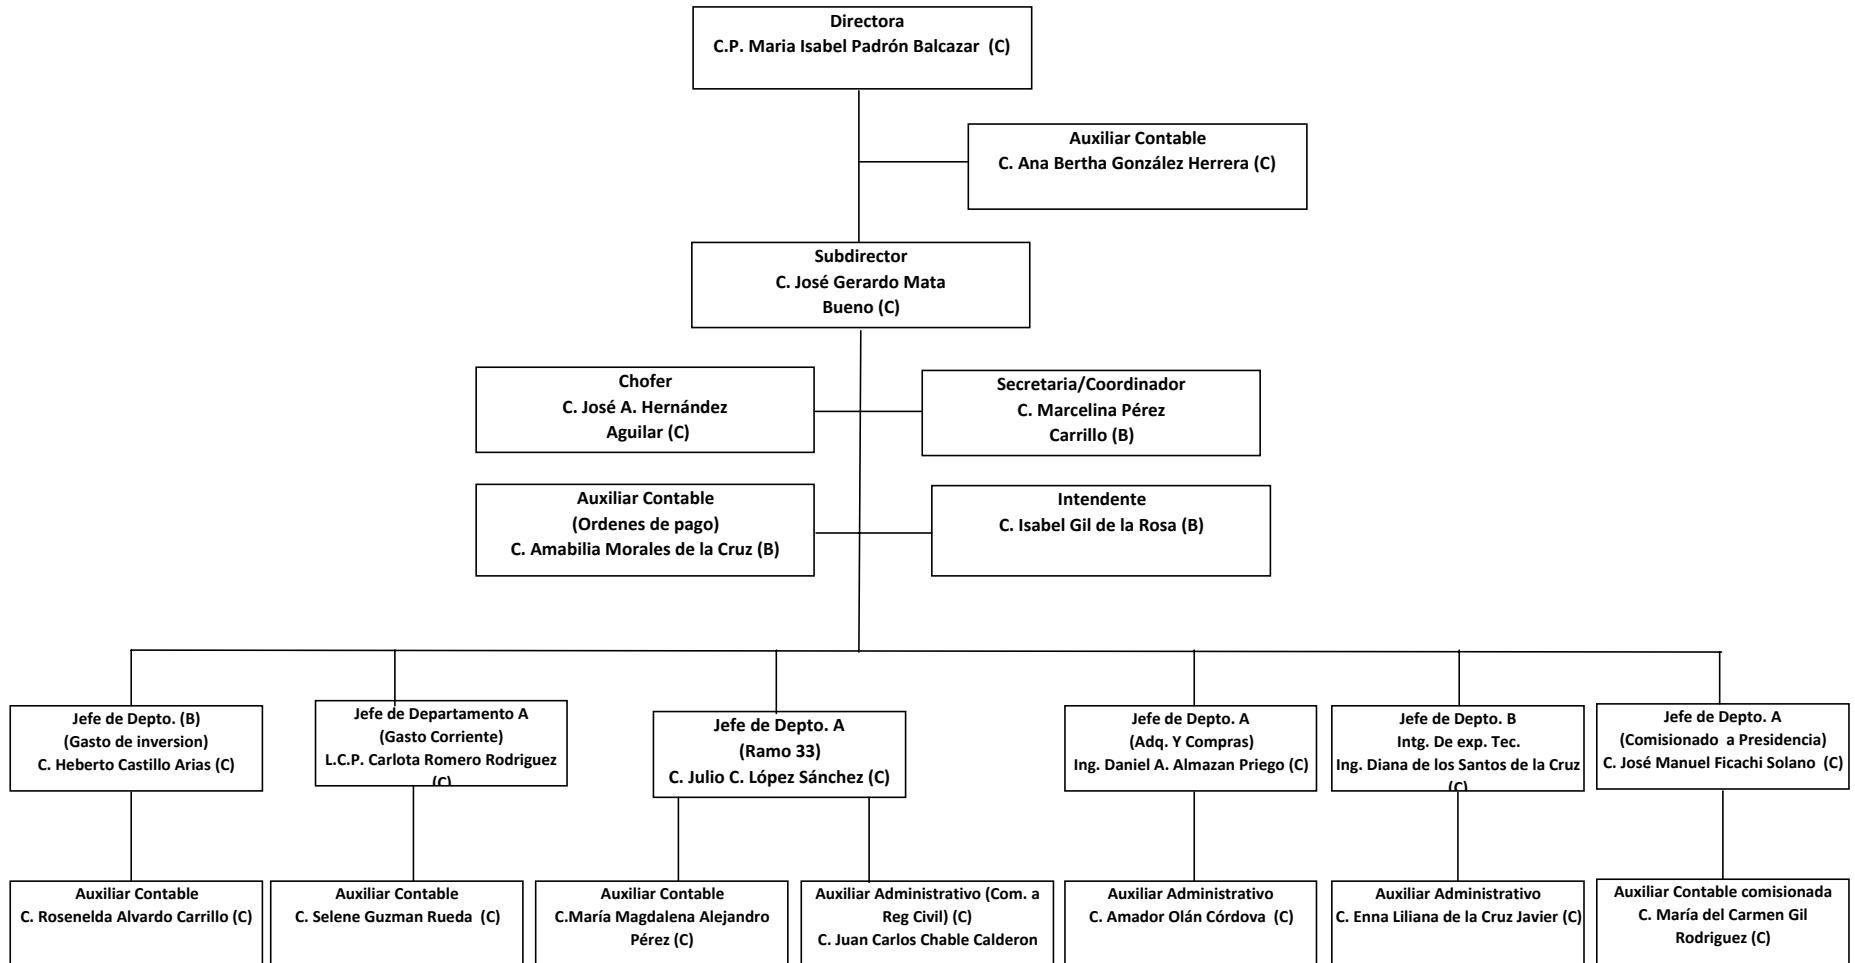 Directora
C.P. Maria Isabel Padrón Balcazar (C)
Auxiliar Contable
C. Ana Bertha González Herrera (C)
Subdirector
C. José Gerardo Mata
Bueno (C)
Chofer
C. José A. Hernández
Aguilar (C)
Secretaria/Coordinador
C. Marcelina Pérez
Carrillo (B)
Auxiliar Contable
(Ordenes de pago)
C. Amabilia Morales de la Cruz (B)
Intendente
C. Isabel Gil de la Rosa (B)
Jefe de Depto. (B)
(Gasto de inversion)
C. Heberto Castillo Arias (C)
Jefe de Departamento A
(Gasto Corriente)
L.C.P. Carlota Romero Rodriguez
(C)
Jefe de Depto. A
(Ramo 33)
C. Julio C. López Sánchez (C)
Jefe de Depto. A
(Adq. Y Compras)
Ing. Daniel A. Almazan Priego (C)
Jefe de Depto. B
Intg. De exp. Tec.
Ing. Diana de los Santos de la Cruz
(C)
Jefe de Depto. A
(Comisionado a Presidencia)
C. José Manuel Ficachi Solano (C)
Auxiliar Contable
C. Rosenelda Alvardo Carrillo (C)
Auxiliar Contable
C. Selene Guzman Rueda (C)
Auxiliar Contable
C.María Magdalena Alejandro
Pérez (C)
Auxiliar Administrativo (Com. a
Reg Civil) (C)
C. Juan Carlos Chable Calderon
Auxiliar Administrativo
C. Amador Olán Córdova (C)
Auxiliar Administrativo
C. Enna Liliana de la Cruz Javier (C)
Auxiliar Contable comisionada
C. María del Carmen Gil
Rodriguez (C)